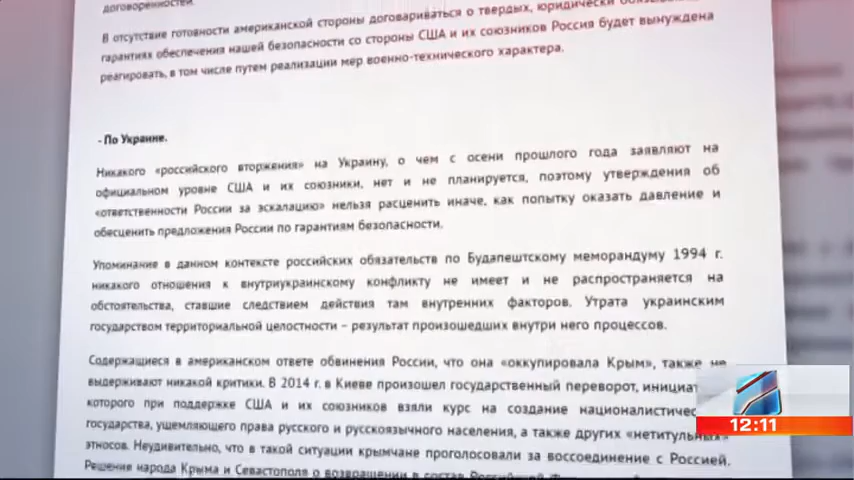 договоренностей.
В отсутствие готовности американской стороны договариваться о твердых, юридически
гарантиях обеспечения нашей безопасности со стороны США и их союзников Россия будет вынуждена
реагировать, в том числе путем реализации мер военно-технического характера.
- По Украине.
Никакого «российского вторжения» на Украину, о чем с осени прошлого года заявляют на
официальном уровне США и их союзники, нет и не планируется, поэтому утверждения об
«ответственности России за эскалацию» нельзя расценить иначе, как попытку оказать давление и
обесценить предложения России по гарантиям безопасности.
Упоминание в данном контексте российских обязательств по Будапештскому меморандуму 1994 г.
никакого отношения к внутриукраинскому конфликту не имеет и не распространяется на
обстоятельства, ставшие следствием действия там внутренних факторов. Утрата украинским
государством территориальной целостности – результат произошедших внутри него процессов.
Содержащиеся в американском ответе обвинения России, что она «оккупировала Крым», также не
выдерживают никакой критики. В 2014 г. в Киеве произошел государственный переворот,
которого при поддержке США и их союзников взяли курс на создание
государства, ущемляющего права русского и русскоязычного населения, а также других «нетитульных»
этносов. Неудивительно, что в такой ситуации крымчане проголосовали за воссоединение с Россией.
Решение народа Крыма и Севастополя о возвращении в состав Российской
12:11